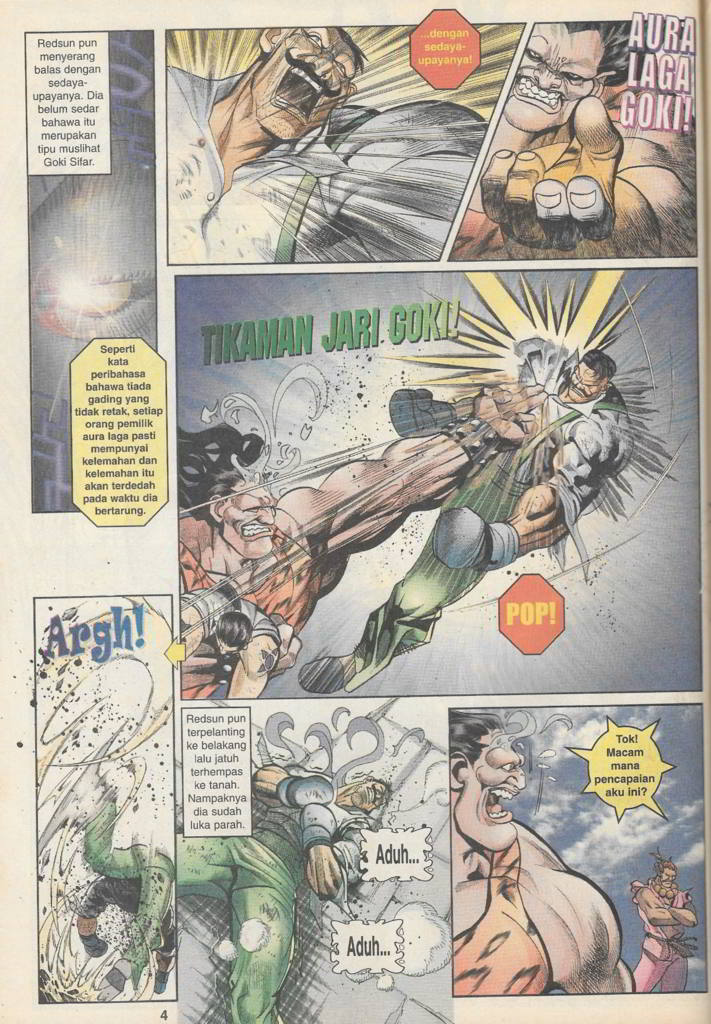 Redsun pun
menyerang
balas dengan
sedaya-
upayanya. Dia
belum sedar
bahawa itu
merupakan
tipu muslihat
Goki Sifar.
...dengan
sedaya-
upayanya!
AURA
LAGA
GOKI!
TIKAMAN JARI GOKI!
Seperti
kata
peribahasa
bahawa tiada
gading yang
tidak retak, setiap
orang pemilik
aura laga pasti
mempunyai
kelemahan dan
kelemahan itu
akan terdedah
pada waktu dia
bertarung.
POP!
Argh!
Redsun pun
terpelanting
ke belakang
lalu jatuh
terhempas
ke tanah.
Nampaknya
dia sudah
luka parah.
Aduh...
Aduh...
Tok!
Macam
mana
pencapaian
aku ini?
4